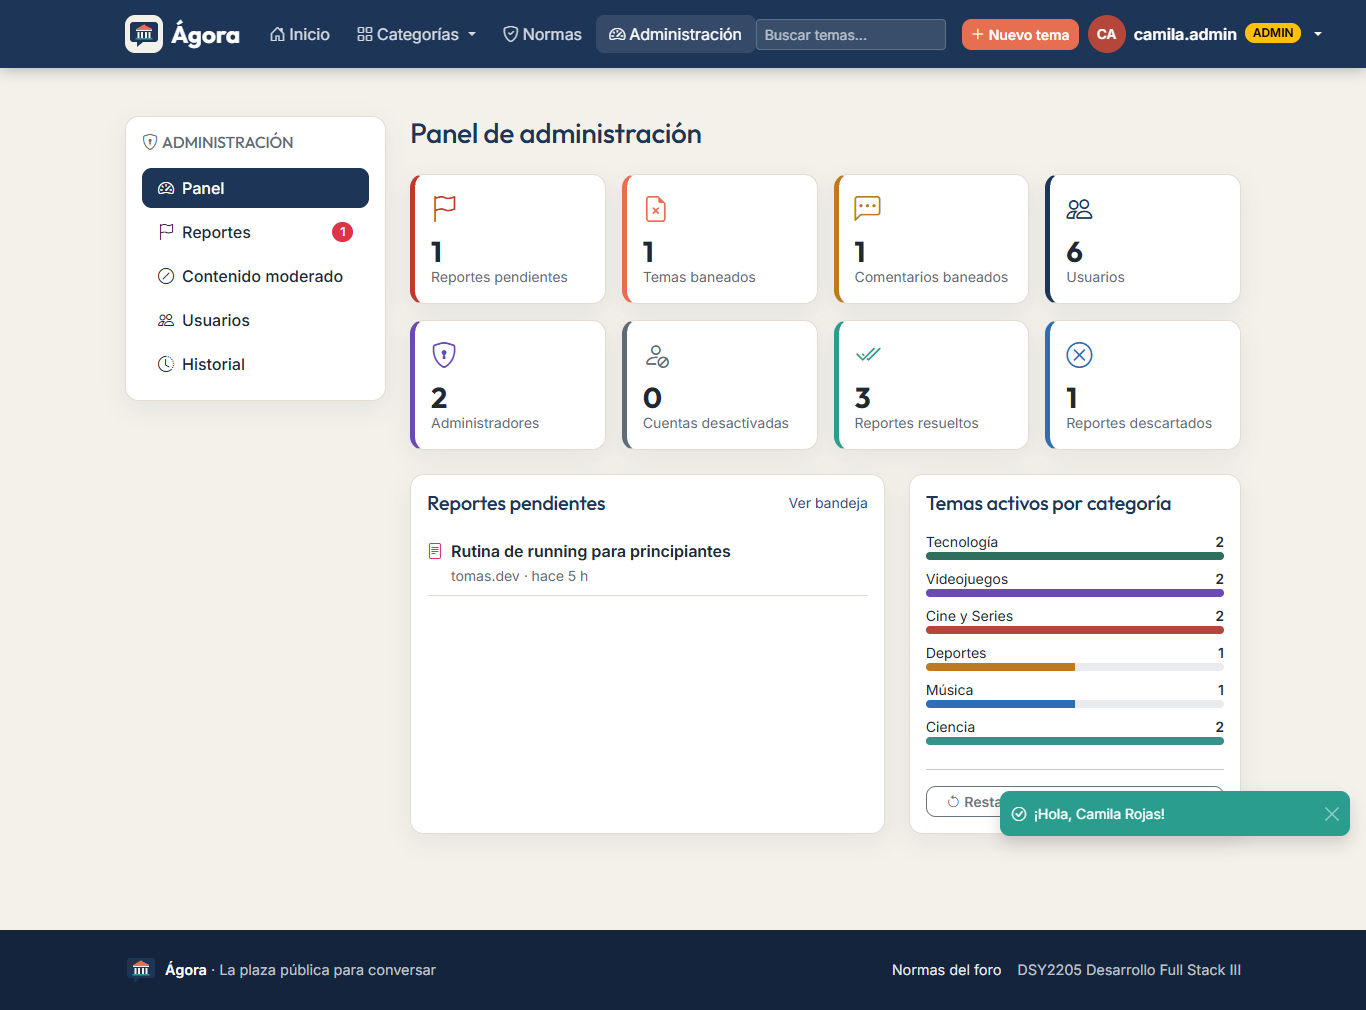 Ágora
Inicio
Categorías
Normas
Administración
Buscar temas...
+ Nuevo tema
CA
camila.admin
ADMIN
ADMINISTRACIÓN
Panel
Reportes
1
Contenido moderado
Usuarios
Historial
Panel de administración
1
Reportes pendientes
1
Temas baneados
1
Comentarios baneados
6
Usuarios
2
Administradores
0
Cuentas desactivadas
3
Reportes resueltos
1
Reportes descartados
Reportes pendientes
Ver bandeja
Rutina de running para principiantes
tomas.dev · hace 5 h
Temas activos por categoría
Tecnología 2
Videojuegos 2
Cine y Series 2
Deportes 1
Música 1
Ciencia 2
Resta
¡Hola, Camila Rojas!
Ágora · La plaza pública para conversar
Normas del foro
DSY2205 Desarrollo Full Stack III